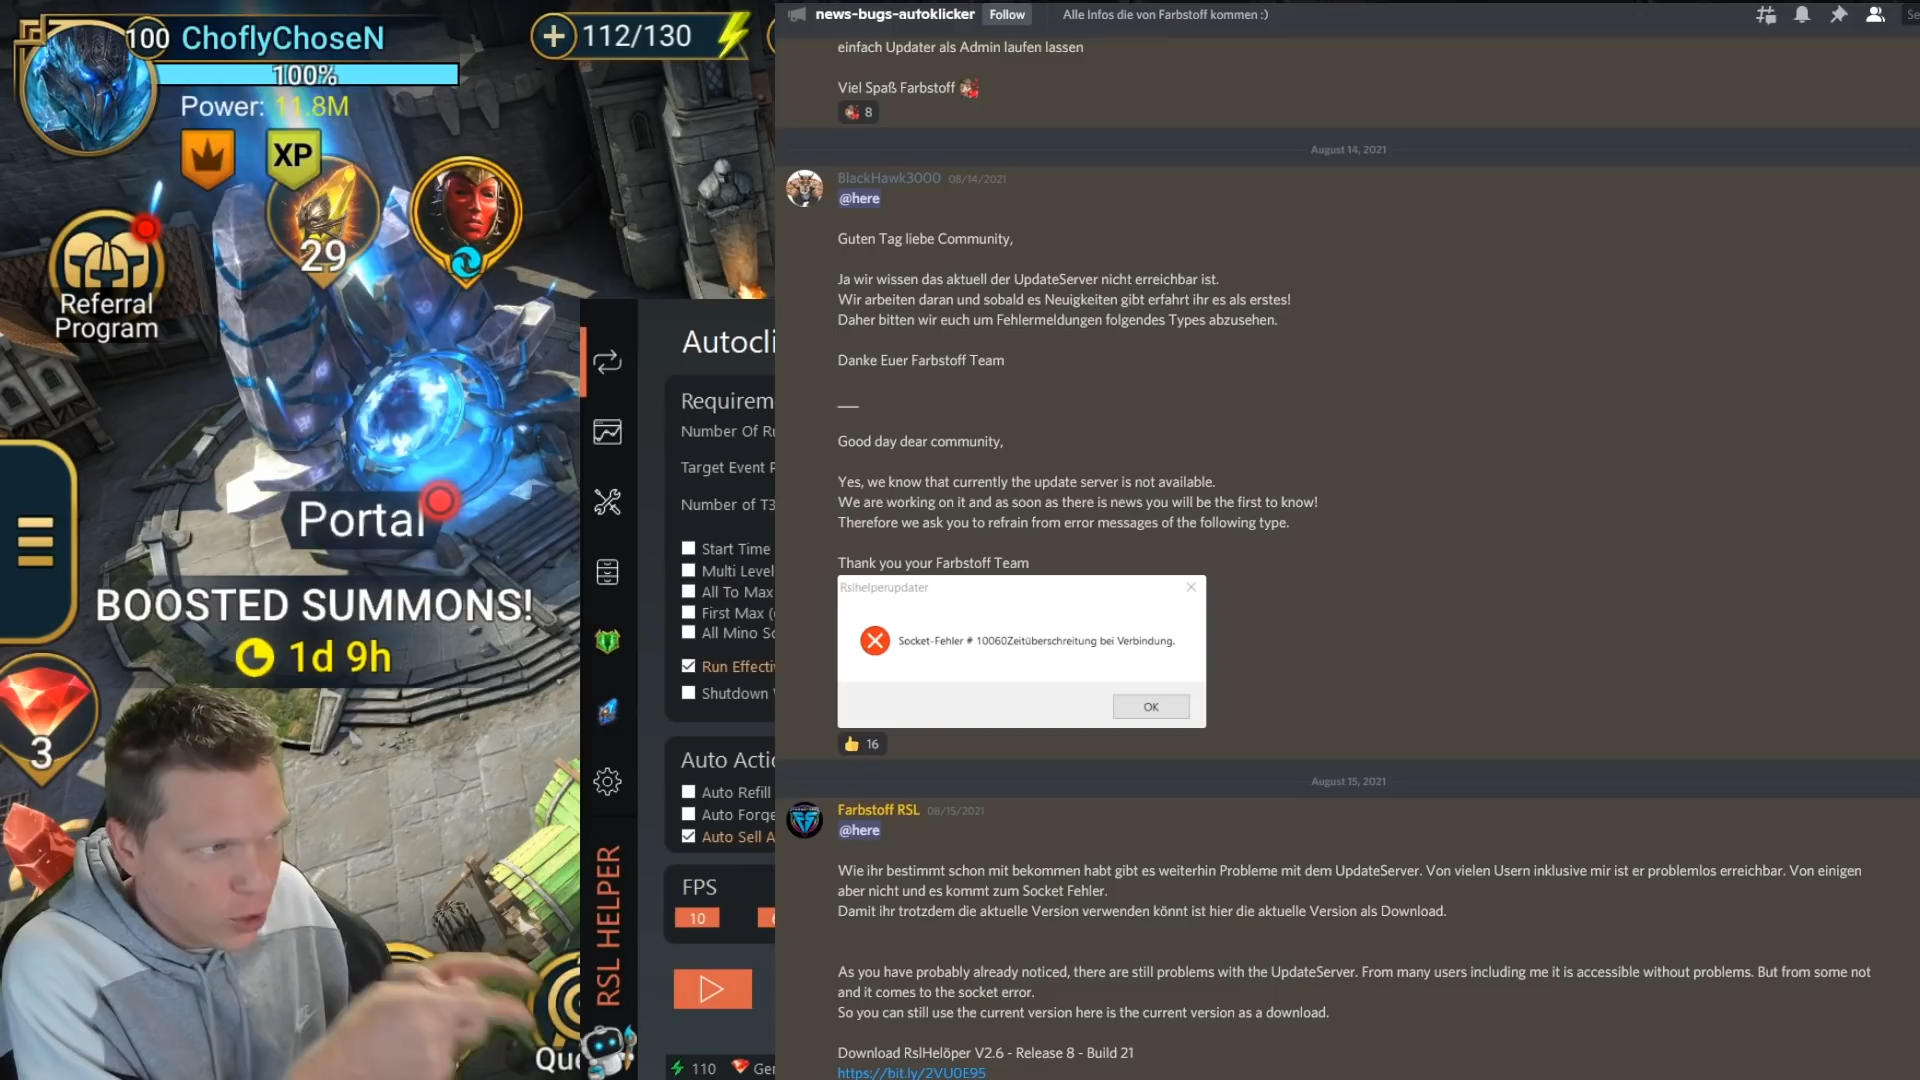 100 ChoflyChoseN
100%
Power: 11.8M
112/130
XP
29
Referral
Program
Portal
BOOSTED SUMMONS!
1d 9h
3
Autocli
Requirem
Number Of Ru
Target Event P
Number of T3
Start Time
Multi Level
All To Max
First Max (
All Mino Sc
Run Effecti
Shutdown
Auto Actio
Auto Refill
Auto Forge
Auto Sell A
FPS
10
RSL HELPER
110
Ger
Que
news-bugs-autoklicker Follow Alle Infos die von Farbstoff kommen :)
Se
einfach Updater als Admin laufen lassen
Viel Spaß Farbstoff
8
August 14, 2021
BlackHawk3000 08/14/2021
@here
Guten Tag liebe Community,
Ja wir wissen das aktuell der UpdateServer nicht erreichbar ist.
Wir arbeiten daran und sobald es Neuigkeiten gibt erfahrt ihr es als erstes!
Daher bitten wir euch um Fehlermeldungen folgendes Types abzusehen.
Danke Euer Farbstoff Team
___
Good day dear community,
Yes, we know that currently the update server is not available.
We are working on it and as soon as there is news you will be the first to know!
Therefore we ask you to refrain from error messages of the following type.
Thank you your Farbstoff Team
Rslhelperupdater
Socket-Fehler # 10060Zeitüberschreitung bei Verbindung.
OK
16
August 15, 2021
Farbstoff RSL 08/15/2021
@here
Wie ihr bestimmt schon mit bekommen habt gibt es weiterhin Probleme mit dem UpdateServer. Von vielen Usern inklusive mir ist er problemlos erreichbar. Von einigen
aber nicht und es kommt zum Socket Fehler.
Damit ihr trotzdem die aktuelle Version verwenden könnt ist hier die aktuelle Version als Download.
As you have probably already noticed, there are still problems with the UpdateServer. From many users including me it is accessible without problems. But from some not
and it comes to the socket error.
So you can still use the current version here is the current version as a download.
Download RslHelöper V2.6 - Release 8 - Build 21
https://bit.ly/2VU0E95